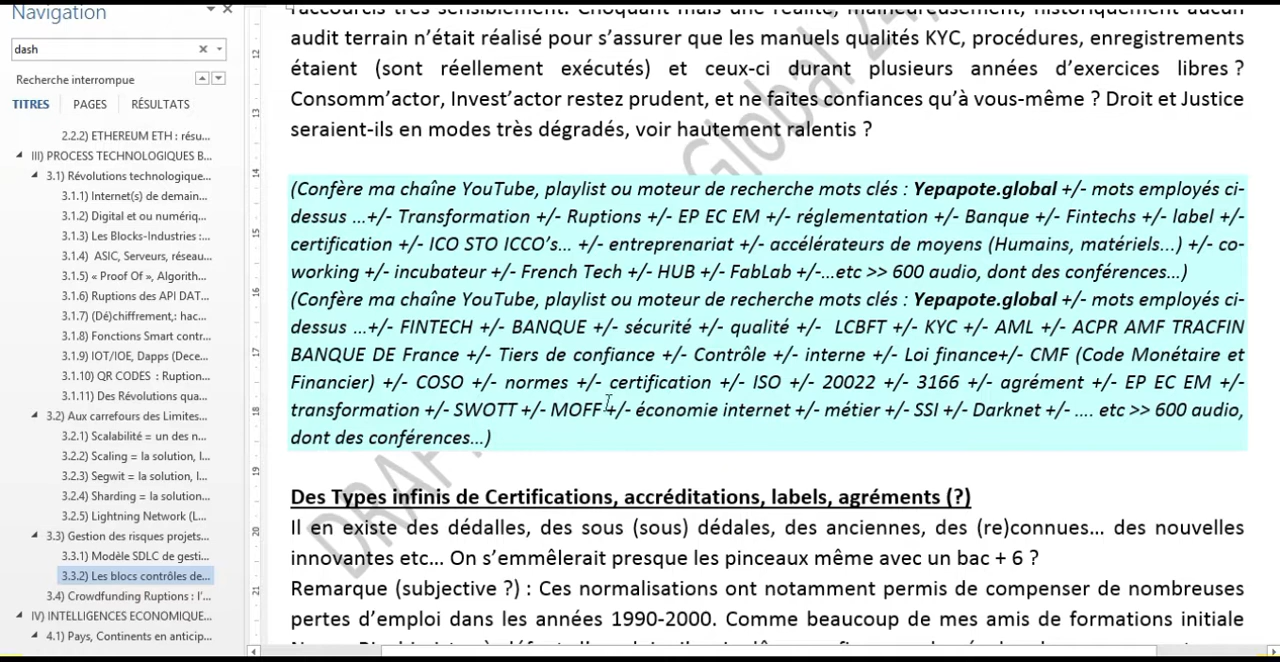 Navigation
dash
Recherche interrompue
TITRES PAGES RÉSULTATS
2.2.2) ETHEREUM ETH : résu...
III) PROCESS TECHNOLOGIQUES B...
3.1) Révolutions technologique...
3.1.1) Internet(s) de demain...
3.1.2) Digital et ou numériq...
3.1.3) Les Blocks-Industries :...
3.1.4) ASIC, Serveurs, réseau...
3.1.5) « Proof Of », Algorith...
3.1.6) Ruptions des API DAT...
3.1.7) (Dé)chiffrement,: hac...
3.1.8) Fonctions Smart contr...
3.1.9) IOT/IOE, Dapps (Dece...
3.1.10) QR CODES : Ruption...
3.1.11) Des Révolutions qua...
3.2) Aux carrefours des Limites...
3.2.1) Scalabilité = un des n...
3.2.2) Scaling = la solution, l...
3.2.3) Segwit = la solution, l...
3.2.4) Sharding = la solution...
3.2.5) Lightning Network (L...
3.3) Gestion des risques projets...
3.3.1) Modèle SDLC de gesti...
3.3.2) Les blocs contrôles de...
3.4) Crowdfunding Ruptions : l'...
IV) INTELLIGENCES ECONOMIQUE...
4.1) Pays, Continents en anticip...
12
13
14
15
16
17
18
19
20
21
raccourcis très sensiblement. Choquant mais une réalité, malheureusement, historiquement aucun
audit terrain n'était réalisé pour s'assurer que les manuels qualités KYC, procédures, enregistrements
étaient (sont réellement exécutés) et ceux-ci durant plusieurs années d'exercices libres ?
Consomm'actor, Invest'actor restez prudent, et ne faites confiances qu'à vous-même ? Droit et Justice
seraient-ils en modes très dégradés, voir hautement ralentis ?
(Confère ma chaîne YouTube, playlist ou moteur de recherche mots clés : Yepapote.global +/- mots employés ci-
dessus ...+/- Transformation +/- Ruptions +/- EP EC EM +/- réglementation +/- Banque +/- Fintechs +/- label +/-
certification +/- ICO STO ICCO's... +/- entreprenariat +/- accélérateurs de moyens (Humains, matériels...) +/- co-
working +/- incubateur +/- French Tech +/- HUB +/- FabLab +/-...etc >> 600 audio, dont des conférences...)
(Confère ma chaîne YouTube, playlist ou moteur de recherche mots clés : Yepapote.global +/- mots employés ci-
dessus ...+/- FINTECH +/- BANQUE +/- sécurité +/- qualité +/- LCBFT +/- KYC +/- AML +/- ACPR AMF TRACFIN
BANQUE DE France +/- Tiers de confiance +/- Contrôle +/- interne +/- Loi finance+/- CMF (Code Monétaire et
Financier) +/- COSO +/- normes +/- certification +/- ISO +/- 20022 +/- 3166 +/- agrément +/- EP EC EM +/-
transformation +/- SWOTT +/- MOFF +/- économie internet +/- métier +/- SSI +/- Darknet +/- .... etc >> 600 audio,
dont des conférences...)
Des Types infinis de Certifications, accréditations, labels, agréments (?)
Il en existe des dédalles, des sous (sous) dédales, des anciennes, des (re)connues... des nouvelles
innovantes etc... On s'emmêlerait presque les pinceaux même avec un bac + 6 ?
Remarque (subjective ?) : Ces normalisations ont notamment permis de compenser de nombreuses
pertes d'emploi dans les années 1990-2000. Comme beaucoup de mes amis de formations initiale